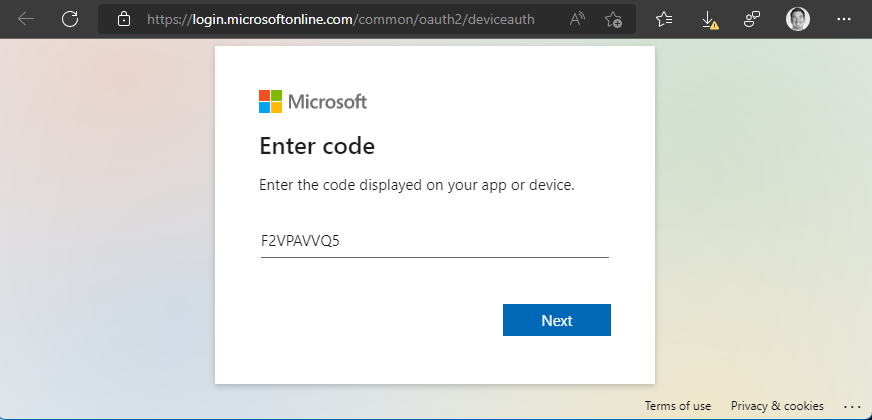 https://login.microsoftonline.com/common/oauth2/deviceauth
Microsoft
Enter code
Enter the code displayed on your app or device.
F2VPAVVQ5
Next
Terms of use Privacy & cookies ...